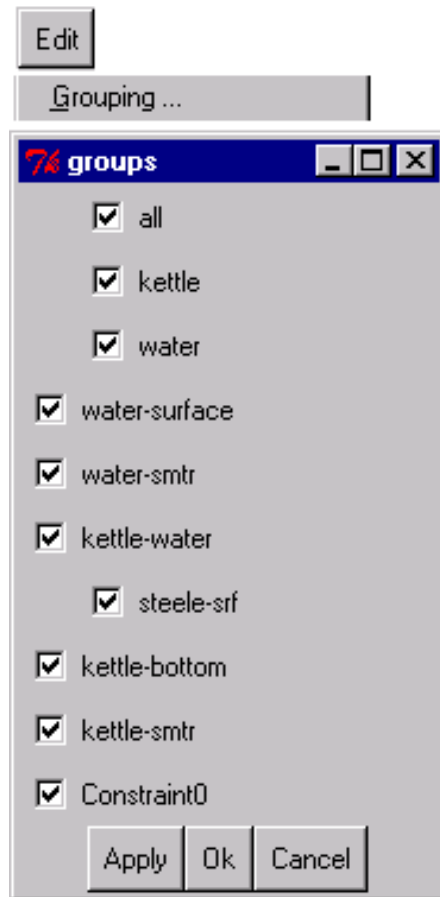 Edit
Grouping ...
7k groups
all
kettle
water
water-surface
water-smtr
kettle-water
steele-srf
kettle-bottom
kettle-smtr
Constraint0
Apply Ok Cancel